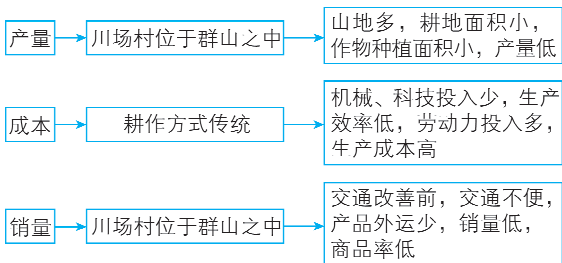 产量
川场村位于群山之中
山地多，耕地面积小，
作物种植面积小，产量低
成本
耕作方式传统
机械、科技投入少，生产
效率低，劳动力投入多，
生产成本高
销量
川场村位于群山之中
交通改善前，交通不便，
产品外运少，销量低，
商品率低